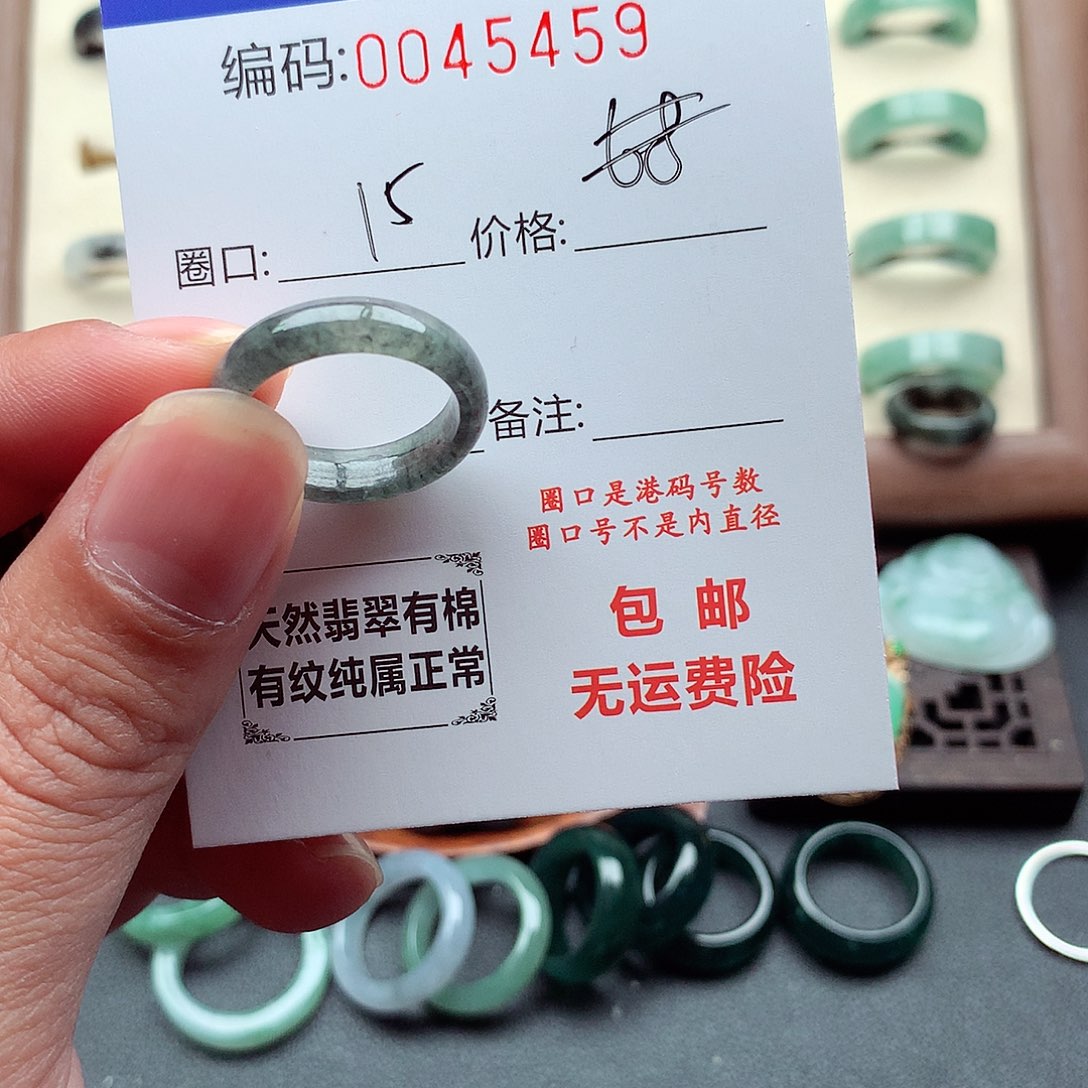 编码:0045459
圈口: 15 价格: 68
备注:
圈口是港码号数
圈口号不是内直径
天然翡翠有棉
有纹纯属正常
包邮
无运费险